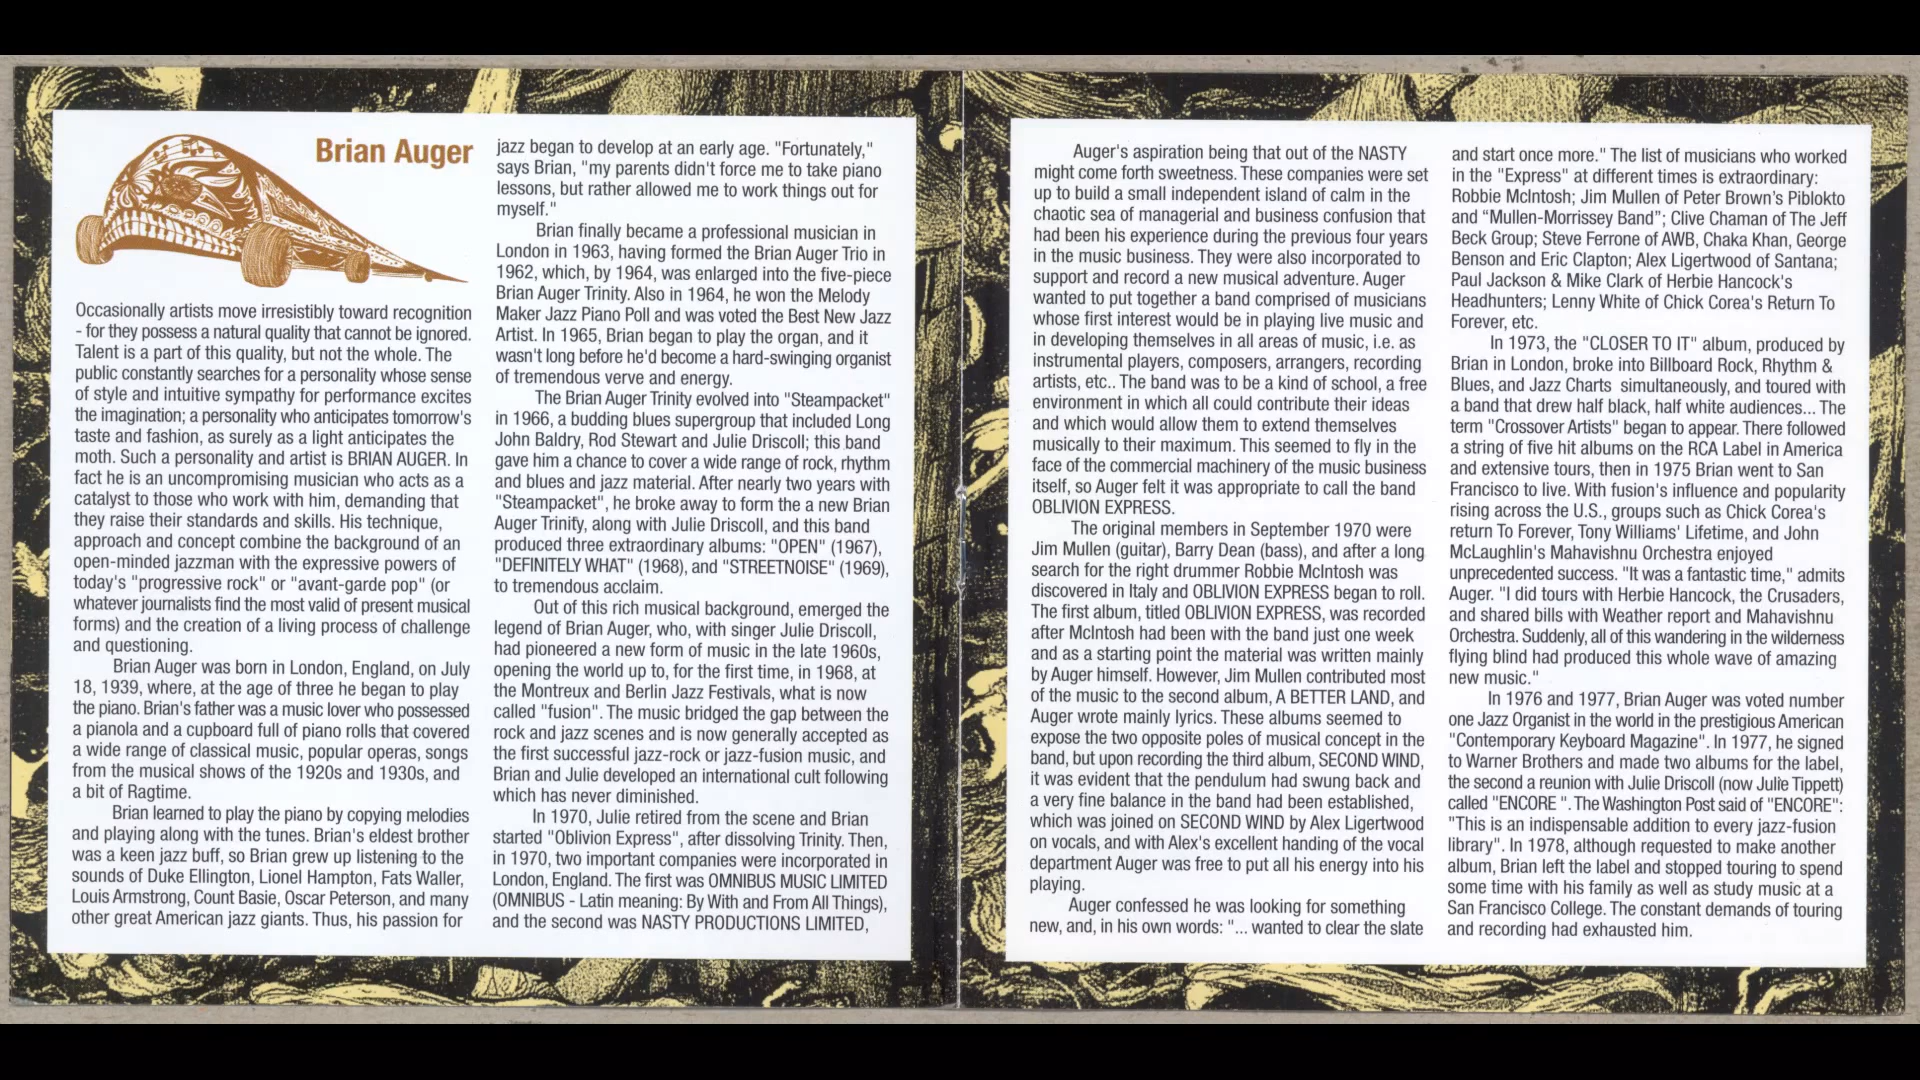 Brian Auger
Occasionally artists move irresistibly toward recognition
- for they possess a natural quality that cannot be ignored.
Talent is a part of this quality, but not the whole. The
public constantly searches for a personality whose sense
of style and intuitive sympathy for performance excites
the imagination; a personality who anticipates tomorrow's
taste and fashion, as surely as a light anticipates the
moth. Such a personality and artist is BRIAN AUGER. In
fact he is an uncompromising musician who acts as a
catalyst to those who work with him, demanding that
they raise their standards and skills. His technique,
approach and concept combine the background of an
open-minded jazzman with the expressive powers of
today's "progressive rock" or "avant-garde pop" (or
whatever journalists find the most valid of present musical
forms) and the creation of a living process of challenge
and questioning.
Brian Auger was born in London, England, on July
18, 1939, where, at the age of three he began to play
the piano. Brian's father was a music lover who possessed
a pianola and a cupboard full of piano rolls that covered
a wide range of classical music, popular operas, songs
from the musical shows of the 1920s and 1930s, and
a bit of Ragtime.
Brian learned to play the piano by copying melodies
and playing along with the tunes. Brian's eldest brother
was a keen jazz buff, so Brian grew up listening to the
sounds of Duke Ellington, Lionel Hampton, Fats Waller,
Louis Armstrong, Count Basie, Oscar Peterson, and many
other great American jazz giants. Thus, his passion for
jazz began to develop at an early age. "Fortunately,"
says Brian, "my parents didn't force me to take piano
lessons, but rather allowed me to work things out for
myself."
Brian finally became a professional musician in
London in 1963, having formed the Brian Auger Trio in
1962, which, by 1964, was enlarged into the five-piece
Brian Auger Trinity. Also in 1964, he won the Melody
Maker Jazz Piano Poll and was voted the Best New Jazz
Artist. In 1965, Brian began to play the organ, and it
wasn't long before he'd become a hard-swinging organist
of tremendous verve and energy.
The Brian Auger Trinity evolved into "Steampacket"
in 1966, a budding blues supergroup that included Long
John Baldry, Rod Stewart and Julie Driscoll; this band
gave him a chance to cover a wide range of rock, rhythm
and blues and jazz material. After nearly two years with
"Steampacket", he broke away to form the a new Brian
Auger Trinity, along with Julie Driscoll, and this band
produced three extraordinary albums: "OPEN" (1967),
"DEFINITELY WHAT" (1968), and "STREETNOISE" (1969),
to tremendous acclaim.
Out of this rich musical background, emerged the
legend of Brian Auger, who, with singer Julie Driscoll,
had pioneered a new form of music in the late 1960s,
opening the world up to, for the first time, in 1968, at
the Montreux and Berlin Jazz Festivals, what is now
called "fusion". The music bridged the gap between the
rock and jazz scenes and is now generally accepted as
the first successful jazz-rock or jazz-fusion music, and
Brian and Julie developed an international cult following
which has never diminished.
In 1970, Julie retired from the scene and Brian
started "Oblivion Express", after dissolving Trinity. Then,
in 1970, two important companies were incorporated in
London, England. The first was OMNIBUS MUSIC LIMITED
(OMNIBUS - Latin meaning: By With and From All Things),
and the second was NASTY PRODUCTIONS LIMITED,
Auger's aspiration being that out of the NASTY
might come forth sweetness. These companies were set
up to build a small independent island of calm in the
chaotic sea of managerial and business confusion that
had been his experience during the previous four years
in the music business. They were also incorporated to
support and record a new musical adventure. Auger
wanted to put together a band comprised of musicians
whose first interest would be in playing live music and
in developing themselves in all areas of music, i.e. as
instrumental players, composers, arrangers, recording
artists, etc.. The band was to be a kind of school, a free
environment in which all could contribute their ideas
and which would allow them to extend themselves
musically to their maximum. This seemed to fly in the
face of the commercial machinery of the music business
itself, so Auger felt it was appropriate to call the band
OBLIVION EXPRESS.
The original members in September 1970 were
Jim Mullen (guitar), Barry Dean (bass), and after a long
search for the right drummer Robbie McIntosh was
discovered in Italy and OBLIVION EXPRESS began to roll.
The first album, titled OBLIVION EXPRESS, was recorded
after McIntosh had been with the band just one week
and as a starting point the material was written mainly
by Auger himself. However, Jim Mullen contributed most
of the music to the second album, A BETTER LAND, and
Auger wrote mainly lyrics. These albums seemed to
expose the two opposite poles of musical concept in the
band, but upon recording the third album, SECOND WIND,
it was evident that the pendulum had swung back and
a very fine balance in the band had been established,
which was joined on SECOND WIND by Alex Ligertwood
on vocals, and with Alex's excellent handing of the vocal
department Auger was free to put all his energy into his
playing.
Auger confessed he was looking for something
new, and, in his own words: "... wanted to clear the slate
and start once more." The list of musicians who worked
in the "Express" at different times is extraordinary:
Robbie McIntosh; Jim Mullen of Peter Brown's Piblokto
and “Mullen-Morrissey Band”; Clive Chaman of The Jeff
Beck Group; Steve Ferrone of AWB, Chaka Khan, George
Benson and Eric Clapton; Alex Ligertwood of Santana;
Paul Jackson & Mike Clark of Herbie Hancock's
Headhunters; Lenny White of Chick Corea's Return To
Forever, etc.
In 1973, the "CLOSER TO IT" album, produced by
Brian in London, broke into Billboard Rock, Rhythm &
Blues, and Jazz Charts simultaneously, and toured with
a band that drew half black, half white audiences... The
term "Crossover Artists" began to appear. There followed
a string of five hit albums on the RCA Label in America
and extensive tours, then in 1975 Brian went to San
Francisco to live. With fusion's influence and popularity
rising across the U.S., groups such as Chick Corea's
return To Forever, Tony Williams' Lifetime, and John
McLaughlin's Mahavishnu Orchestra enjoyed
unprecedented success. "It was a fantastic time," admits
Auger. "I did tours with Herbie Hancock, the Crusaders,
and shared bills with Weather report and Mahavishnu
Orchestra. Suddenly, all of this wandering in the wilderness
flying blind had produced this whole wave of amazing
new music."
In 1976 and 1977, Brian Auger was voted number
one Jazz Organist in the world in the prestigious American
"Contemporary Keyboard Magazine". In 1977, he signed
to Warner Brothers and made two albums for the label,
the second a reunion with Julie Driscoll (now Julie Tippett)
called "ENCORE ". The Washington Post said of "ENCORE":
"This is an indispensable addition to every jazz-fusion
library". In 1978, although requested to make another
album, Brian left the label and stopped touring to spend
some time with his family as well as study music at a
San Francisco College. The constant demands of touring
and recording had exhausted him.